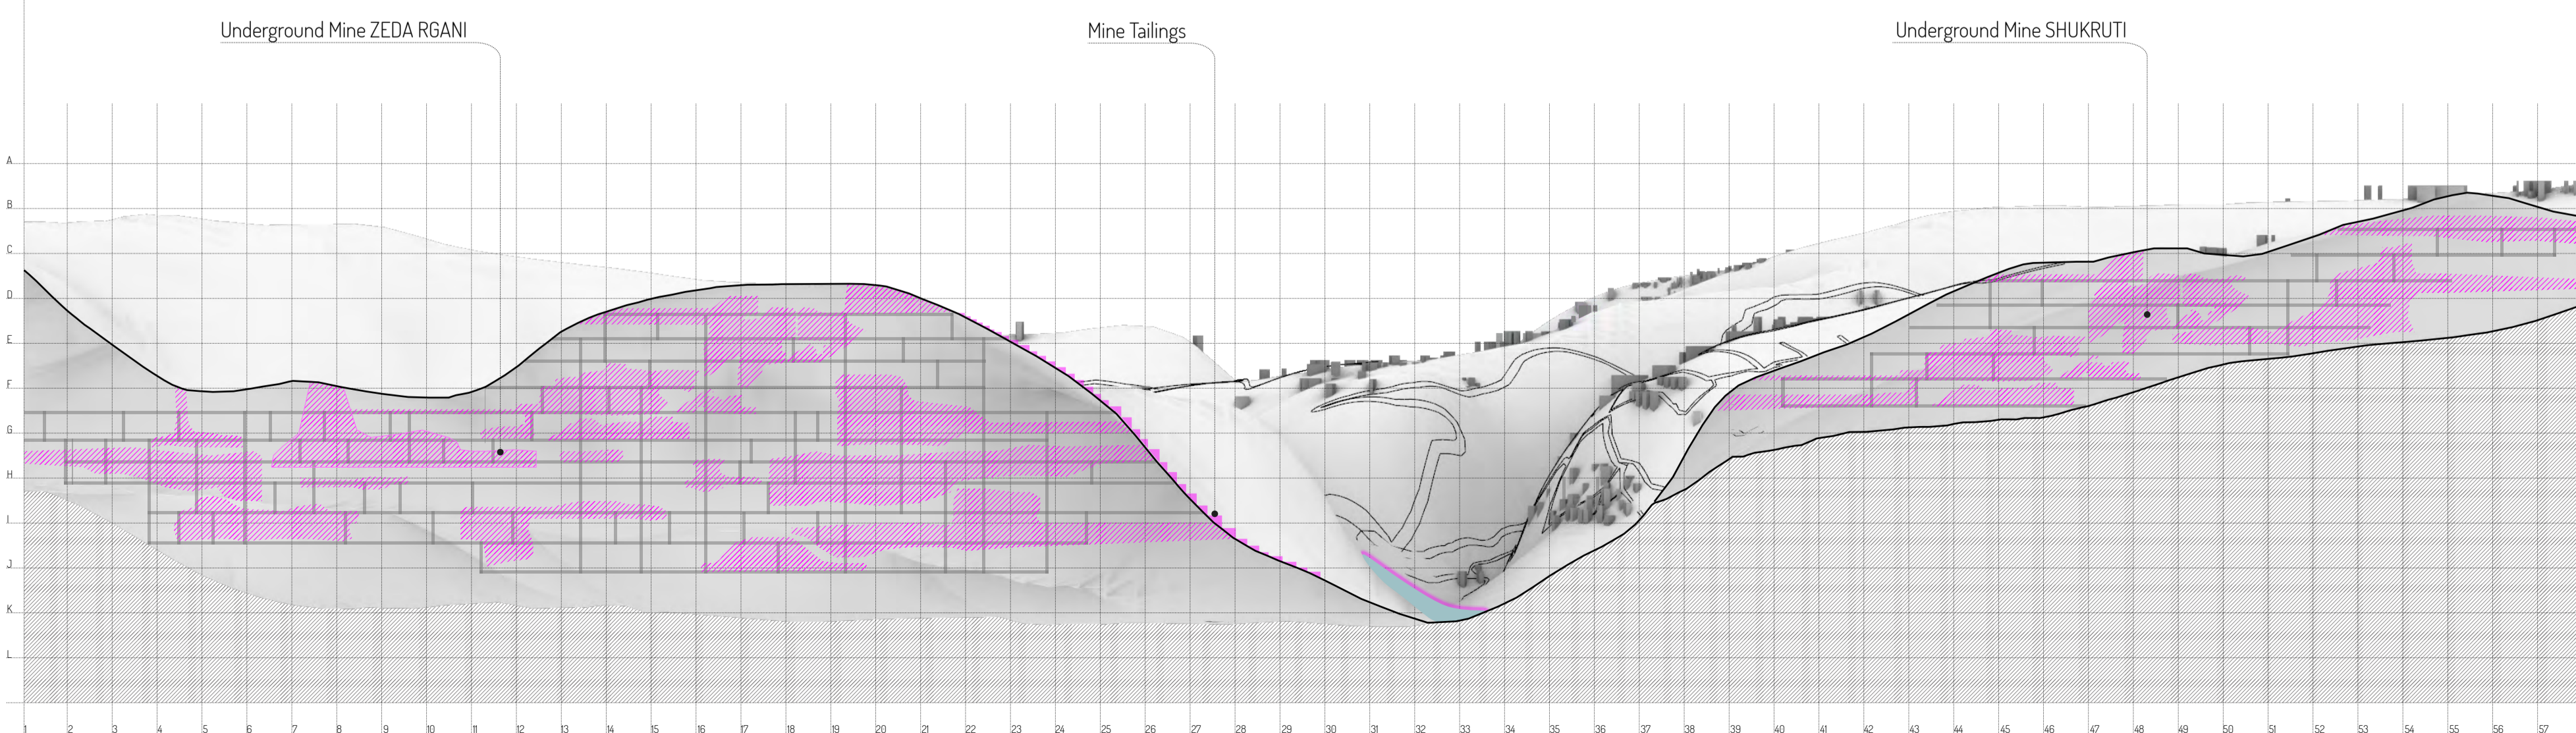 Underground Mine ZEDA RGANI
Mine Tailings
Underground Mine SHUKRUTI
A
B
C
D
E
F
G
H
I
J
K
L
1 2 3 4 5 6 7 8 9 10 11 12 13 14 15 16 17 18 19 20 21 22 23 24 25 26 27 28 29 30 31 32 33 34 35 36 37 38 39 40 41 42 43 44 45 46 47 48 49 50 51 52 53 54 55 56 57